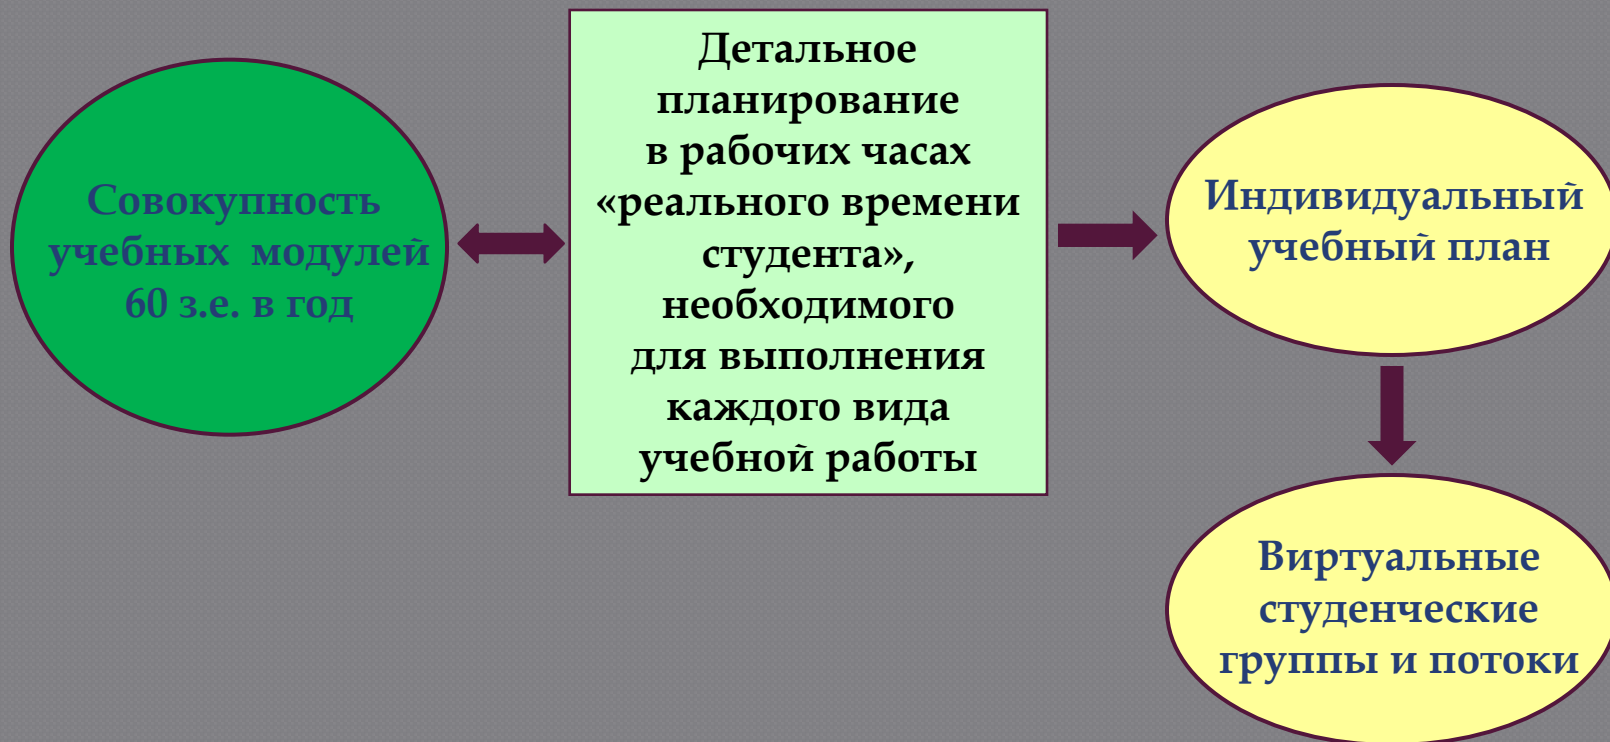 Совокупность
учебных модулей
60 з.е. в год
Детальное
планирование
в рабочих часах
«реального времени
студента»,
необходимого
для выполнения
каждого вида
учебной работы
Индивидуальный
учебный план
Виртуальные
студенческие
группы и потоки